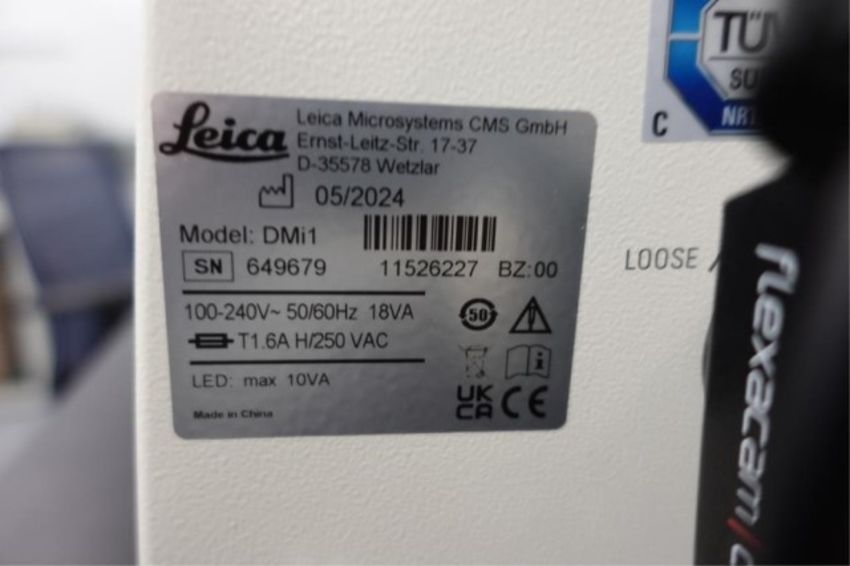 Leica
Leica Microsystems CMS GmbH
Ernst-Leitz-Str. 17-37
D-35578 Wetzlar
05/2024
Model: DMi1
SN 649679
11526227 BZ:00
100-240V~ 50/60Hz 18VA
T1.6A H/250 VAC
50
LED: max 10VA
UK
CA
CE
Made in China
C
LOOSE
flexacam